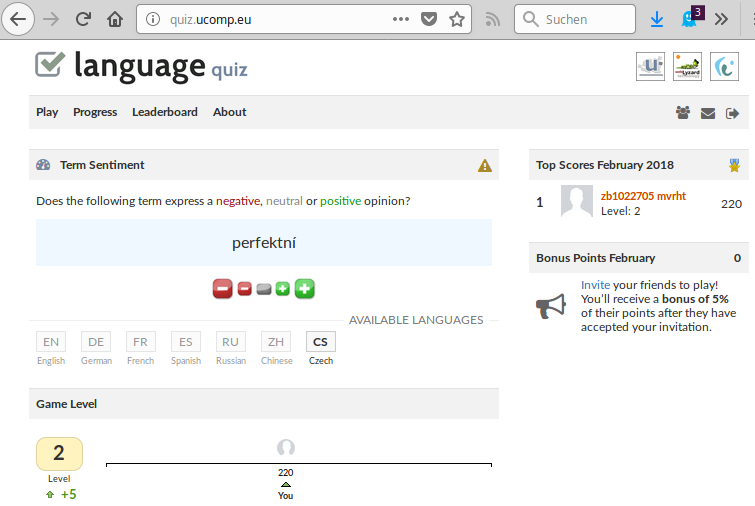 quiz.ucomp.eu
Suchen
3
language quiz
Play Progress Leaderboard About
Term Sentiment
Does the following term express a negative, neutral or positive opinion?
perfektní
AVAILABLE LANGUAGES
EN DE FR ES RU ZH CS
English German French Spanish Russian Chinese Czech
Game Level
2
Level
+5
220
You
Top Scores February 2018
1
zb1022705 mvrht
Level: 2
220
Bonus Points February 0
Invite your friends to play!
You'll receive a bonus of 5%
of their points after they have
accepted your invitation.